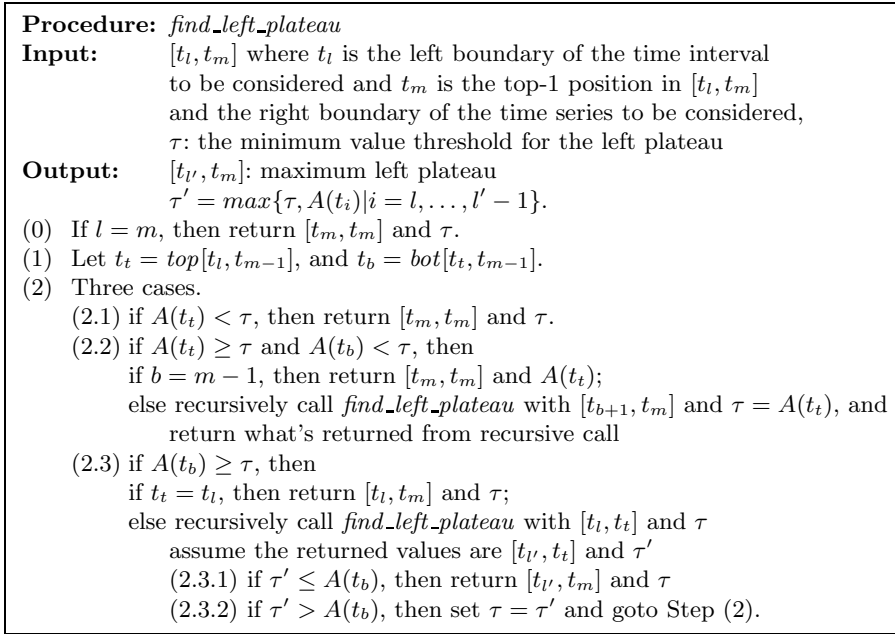 Procedure: find_left_plateau
Input: [t_l, t_m] where t_l is the left boundary of the time interval
to be considered and t_m is the top-1 position in [t_l, t_m]
and the right boundary of the time series to be considered,
τ: the minimum value threshold for the left plateau
Output: [t_{l'}, t_m]: maximum left plateau
τ' = max{τ, A(t_i)|i = l, . . . , l' − 1}.
(0) If l = m, then return [t_m, t_m] and τ.
(1) Let t_t = top[t_l, t_{m−1}], and t_b = bot[t_t, t_{m−1}].
(2) Three cases.
(2.1) if A(t_t) < τ, then return [t_m, t_m] and τ.
(2.2) if A(t_t) ≥ τ and A(t_b) < τ, then
if b = m − 1, then return [t_m, t_m] and A(t_t);
else recursively call find_left_plateau with [t_{b+1}, t_m] and τ = A(t_t), and
return what's returned from recursive call
(2.3) if A(t_b) ≥ τ, then
if t_t = t_l, then return [t_l, t_m] and τ;
else recursively call find_left_plateau with [t_l, t_t] and τ
assume the returned values are [t_{l'}, t_t] and τ'
(2.3.1) if τ' ≤ A(t_b), then return [t_{l'}, t_m] and τ
(2.3.2) if τ' > A(t_b), then set τ = τ' and goto Step (2).